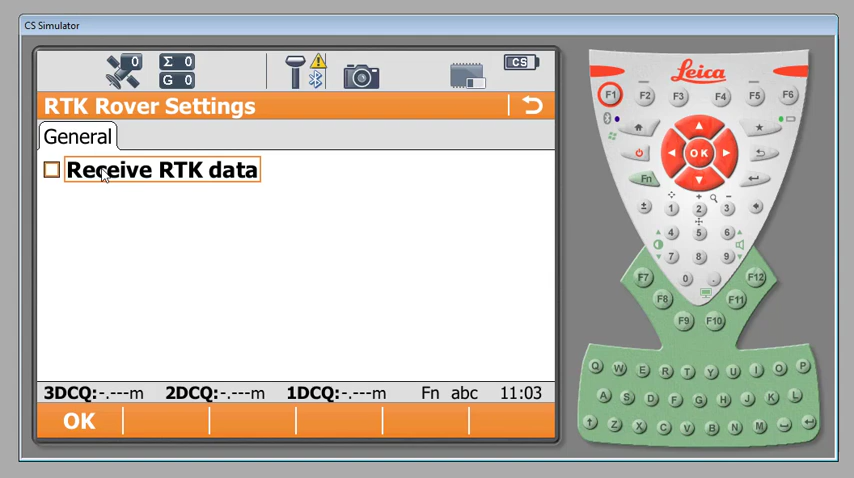 CS Simulator
0 Σ 0 G 0 CS
RTK Rover Settings
General
Receive RTK data
3DCQ:-.---m 2DCQ:-.---m 1DCQ:-.---m Fn abc 11:03
OK
Leica
F1 F2 F3 F4 F5 F6
OK
Fn
± 1 2 3
4 5 6
7 8 9
0 .
F7 F12
F8 F11
F9 F10
Q W E R T Y U I O P
A S D F G H J K L
Z X C V B N M